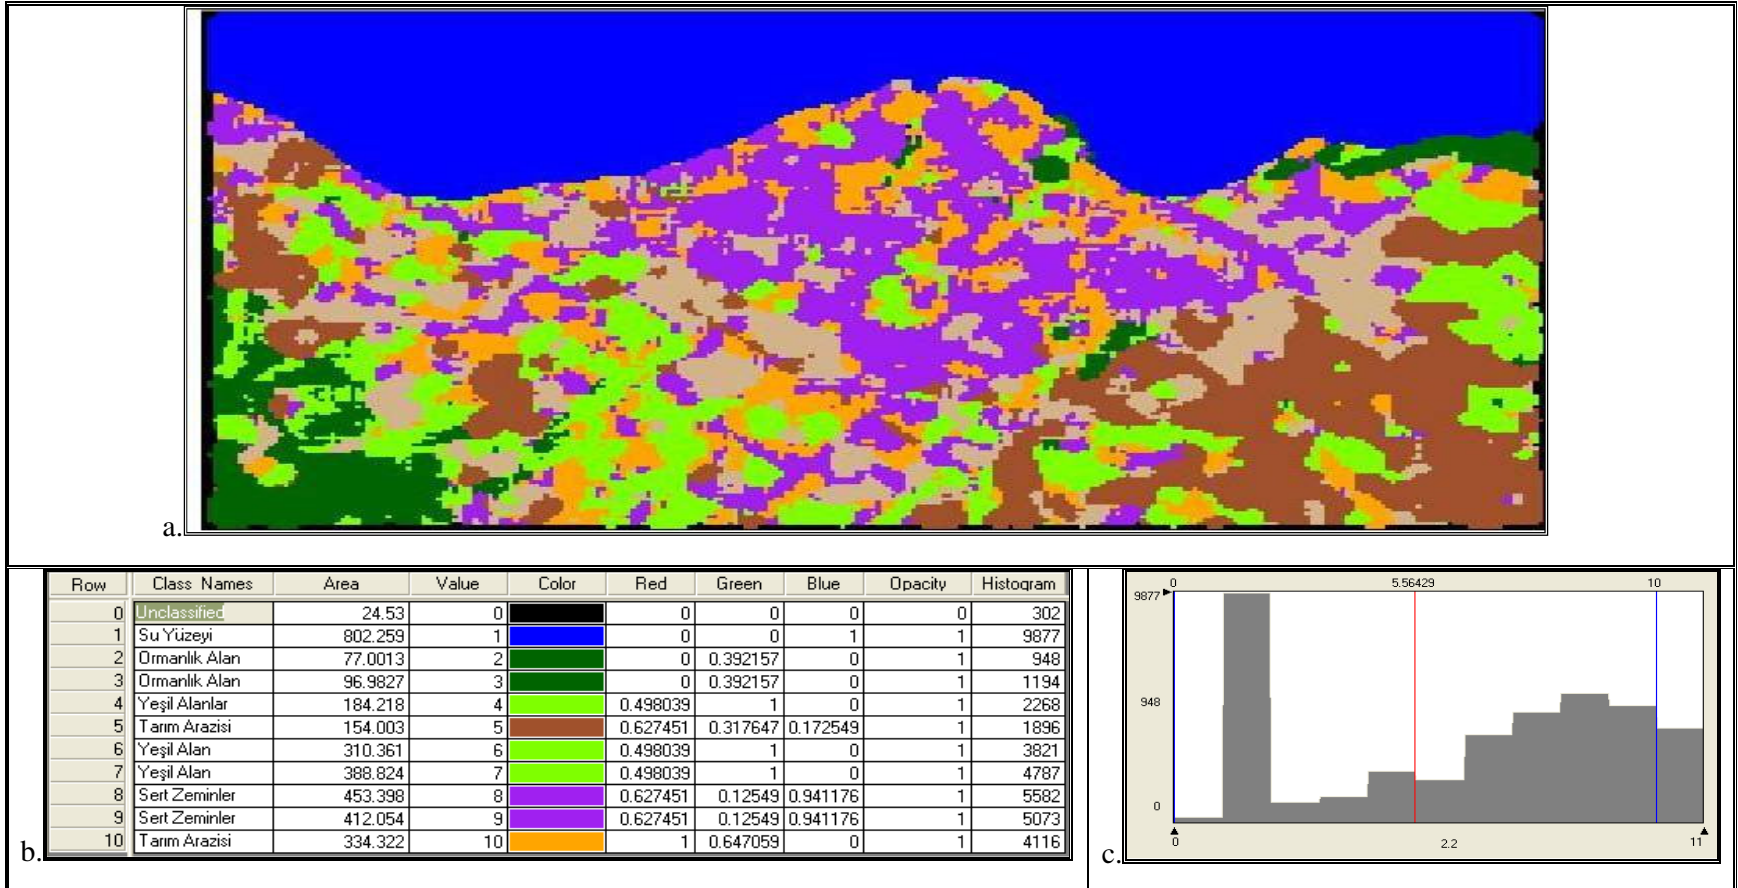 a.
Row Class Names Area Value Color Red Green Blue Opacity Histogram
0 Unclassified 24.53 0 0 0 0 0 302
1 Su Yüzeyi 802.259 1 0 0 1 1 9877
2 Ormanlık Alan 77.0013 2 0 0.392157 0 1 948
3 Ormanlık Alan 96.9827 3 0 0.392157 0 1 1194
4 Yeşil Alanlar 184.218 4 0.498039 1 0 1 2268
5 Tarım Arazisi 154.003 5 0.627451 0.317647 0.172549 1 1896
6 Yeşil Alan 310.361 6 0.498039 1 0 1 3821
7 Yeşil Alan 388.824 7 0.498039 1 0 1 4787
8 Sert Zeminler 453.398 8 0.627451 0.12549 0.941176 1 5582
9 Sert Zeminler 412.054 9 0.627451 0.12549 0.941176 1 5073
10 Tarım Arazisi 334.322 10 1 0.647059 0 1 4116
b.
0 5.56429 10
9877
948
0
0 2.2 11
c.